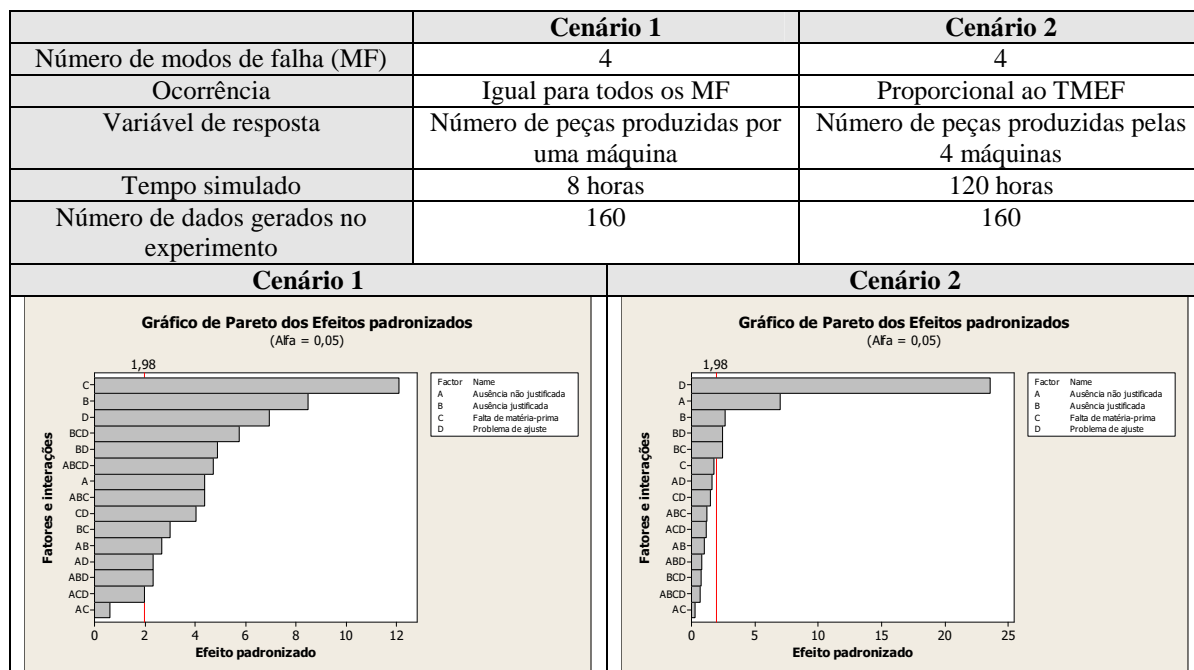 Cenário 1 Cenário 2
Número de modos de falha (MF) 4 4
Ocorrência Igual para todos os MF Proporcional ao TMEF
Variável de resposta Número de peças produzidas por uma máquina Número de peças produzidas pelas 4 máquinas
Tempo simulado 8 horas 120 horas
Número de dados gerados no experimento 160 160
Cenário 1 Cenário 2
Gráfico de Pareto dos Efeitos padronizados
(Alfa = 0,05)
1,98
Fatores e interações
C
B
D
BCD
BD
ABCD
A
ABC
CD
BC
AB
AD
ABD
ACD
AC
0 2 4 6 8 10 12
Efeito padronizado
Factor Name
A Ausência não justificada
B Ausência justificada
C Falta de matéria-prima
D Problema de ajuste
Gráfico de Pareto dos Efeitos padronizados
(Alfa = 0,05)
1,98
Fatores e interações
D
A
B
BD
BC
C
AD
CD
ABC
ACD
AB
ABD
BCD
ABCD
AC
0 5 10 15 20 25
Efeito padronizado
Factor Name
A Ausência não justificada
B Ausência justificada
C Falta de matéria-prima
D Problema de ajuste